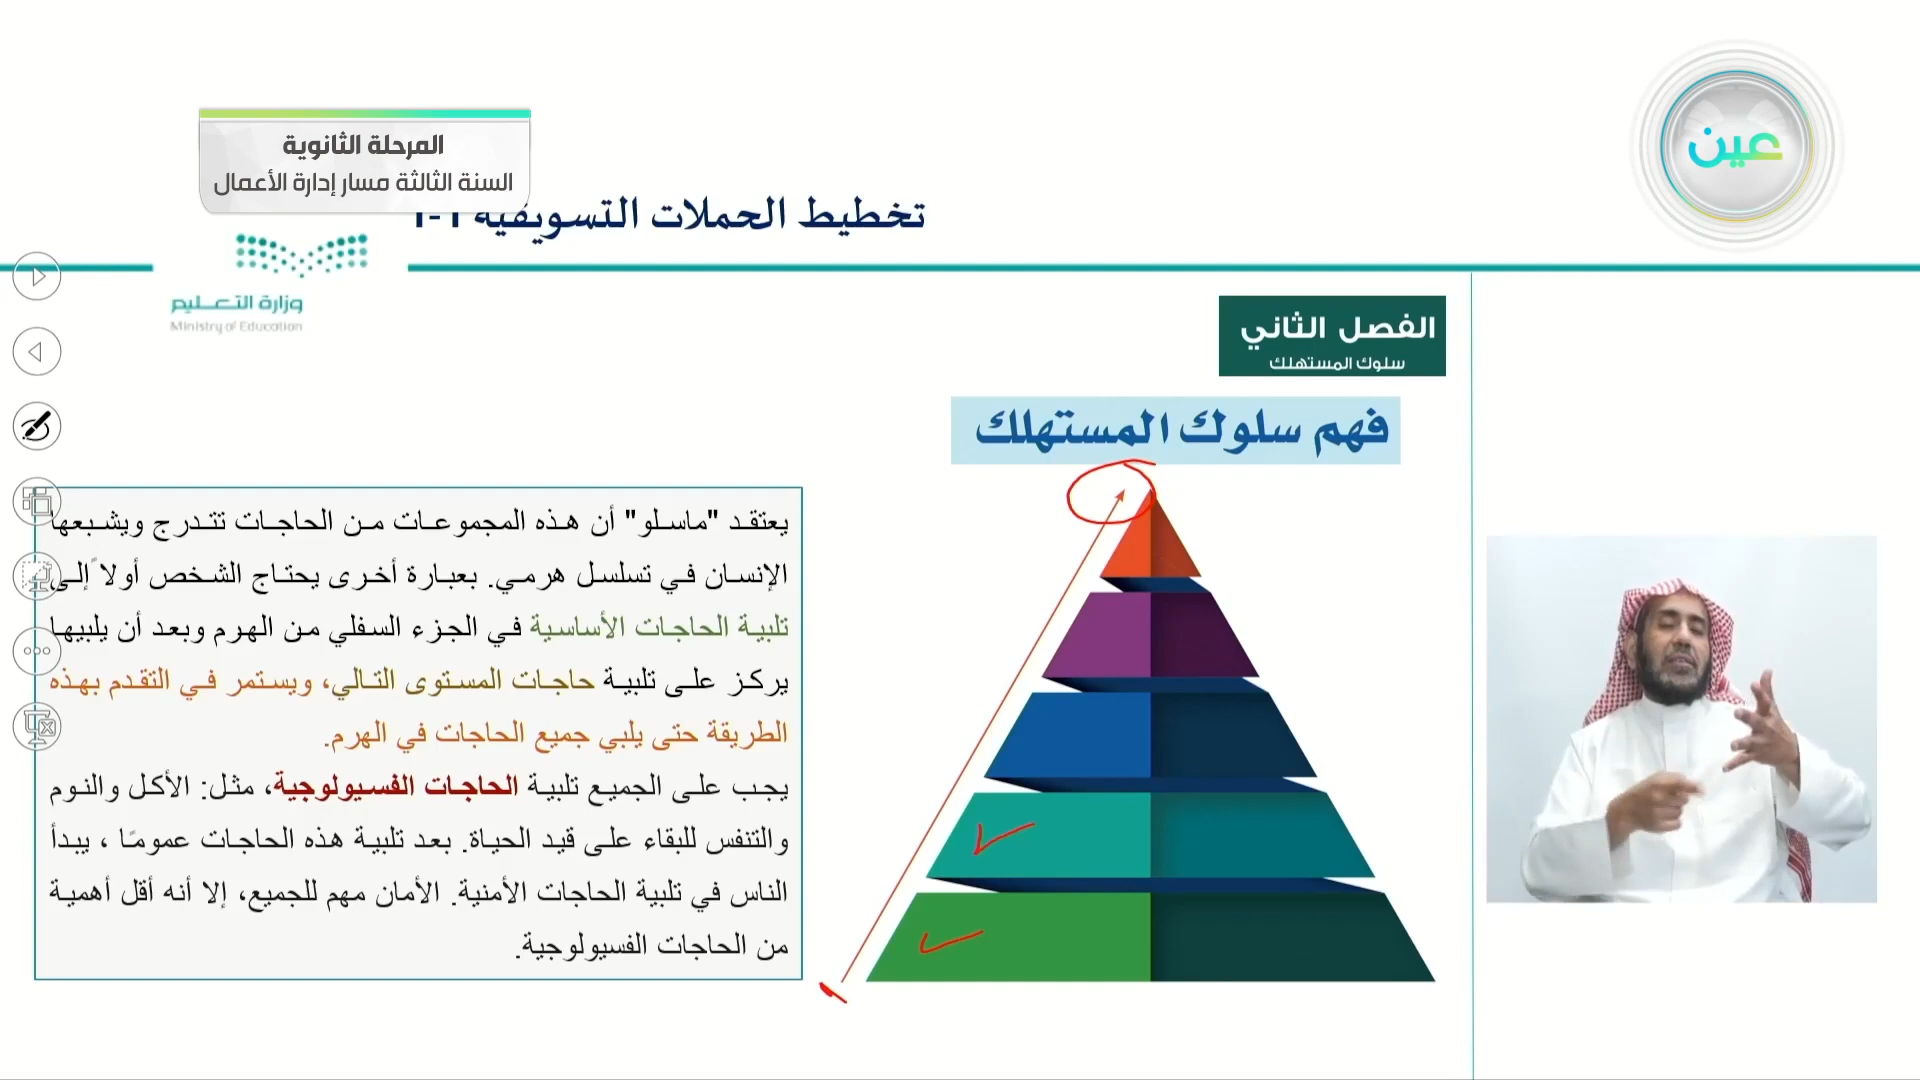 عين
المرحلة الثانوية
السنة الثالثة مسار إدارة الأعمال
تخطيط الحملات التسويقية ١-١
وزارة التعليم
Ministry of Education
الفصل الثاني
سلوك المستهلك
فهم سلوك المستهلك
يعتقد "ماسلو" أن هذه المجموعات من الحاجات تتدرج ويشبعها
الإنسان في تسلسل هرمي. بعبارة أخرى يحتاج الشخص أولاً إلى
تلبية الحاجات الأساسية في الجزء السفلي من الهرم وبعد أن يلبيها
يركز على تلبية حاجات المستوى التالي، ويستمر في التقدم بهذه
الطريقة حتى يلبي جميع الحاجات في الهرم.
يجب على الجميع تلبية الحاجات الفسيولوجية، مثل: الأكل والنوم
والتنفس للبقاء على قيد الحياة. بعد تلبية هذه الحاجات عمومًا ، يبدأ
الناس في تلبية الحاجات الأمنية. الأمان مهم للجميع، إلا أنه أقل أهمية
من الحاجات الفسيولوجية.